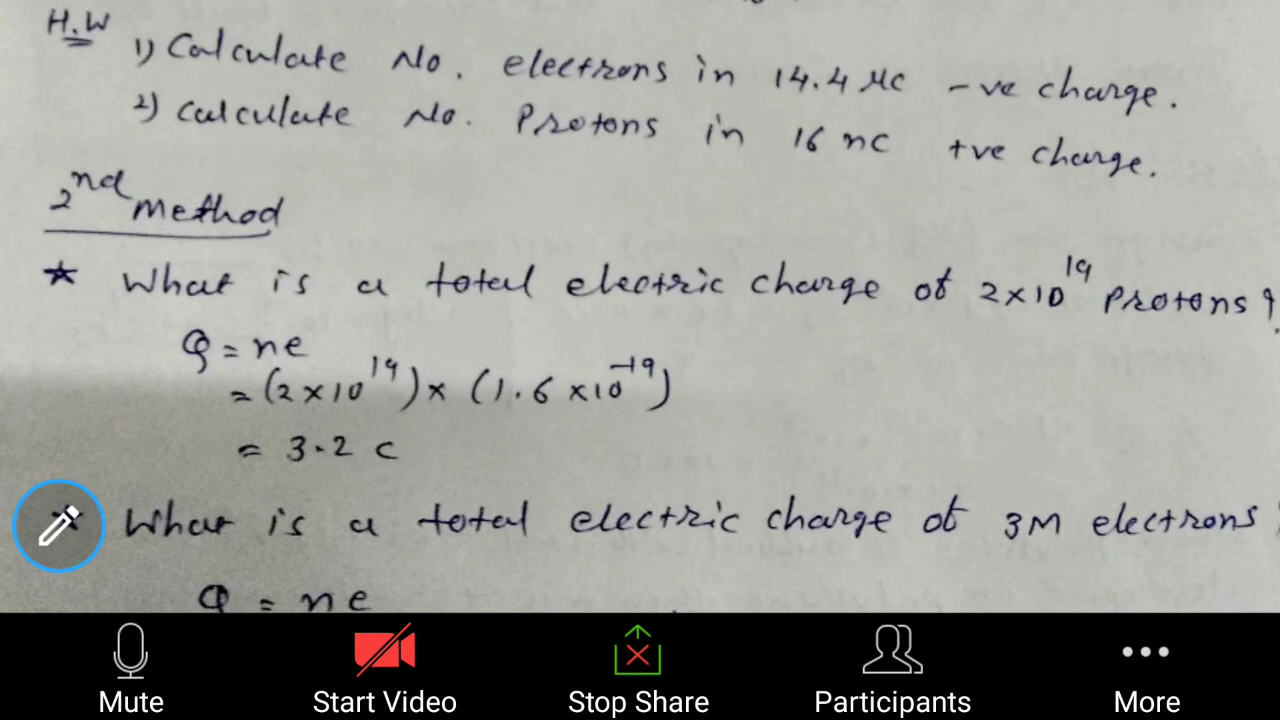 H.W
1) Calculate No. electrons in 14.4 μc -ve charge.
2) calculate No. Protons in 16 nc +ve charge.
2nd method
* What is a total electric charge of 2×10^19 Protons?
Q = ne
= (2×10^19) × (1.6 ×10^-19)
= 3.2 C
* What is a total electric charge of 3M electrons?
Q = ne
Mute Start Video Stop Share Participants More